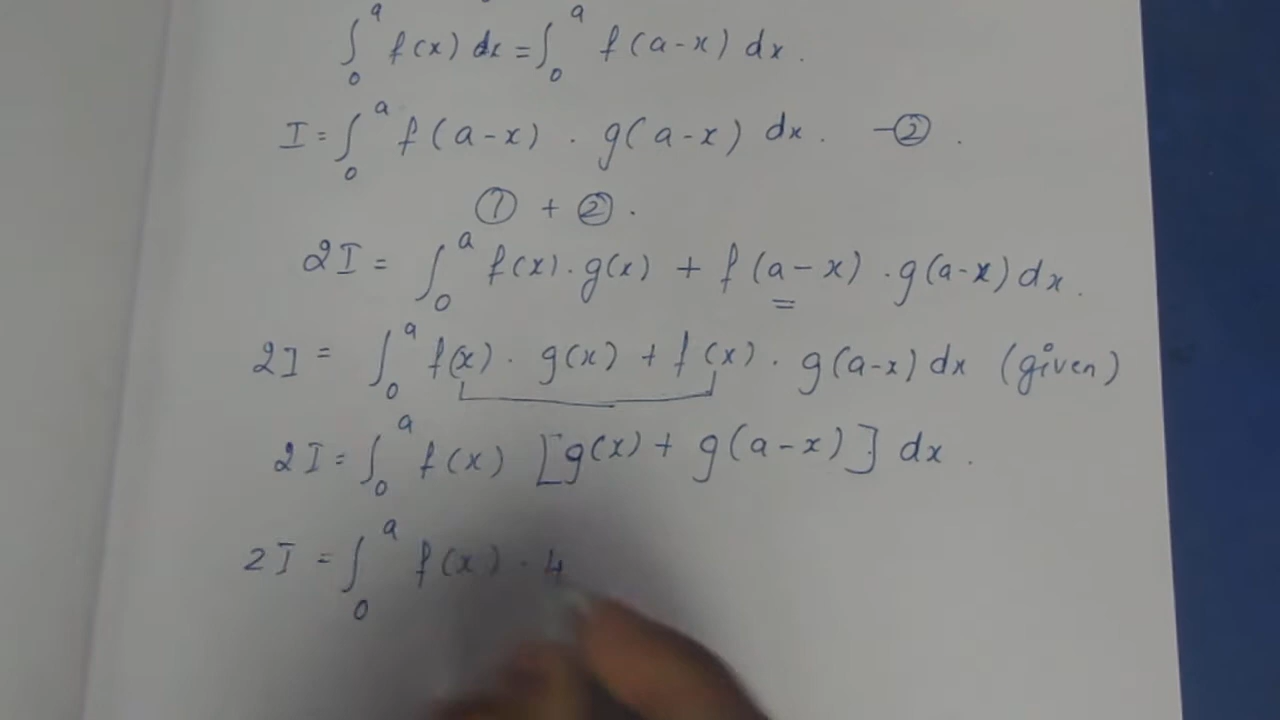 ∫₀ᵃ f(x) dx = ∫₀ᵃ f(a-x) dx.
I = ∫₀ᵃ f(a-x) . g(a-x) dx. —② .
① + ② .
2I = ∫₀ᵃ f(x).g(x) + f(a-x) .g(a-x) dx.
2I = ∫₀ᵃ f(x) . g(x) + f(x) . g(a-x) dx (given)
2I = ∫₀ᵃ f(x) [g(x) + g(a-x)] dx .
2I = ∫₀ᵃ f(x) . 4